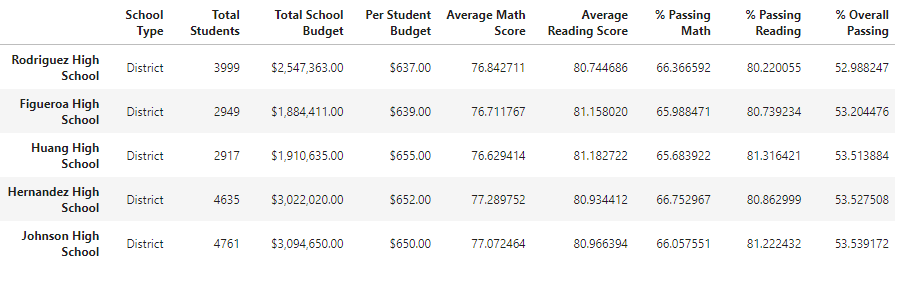 School Type Total Students Total School Budget Per Student Budget Average Math Score Average Reading Score % Passing Math % Passing Reading % Overall Passing
Rodriguez High School District 3999 $2,547,363.00 $637.00 76.842711 80.744686 66.366592 80.220055 52.988247
Figueroa High School District 2949 $1,884,411.00 $639.00 76.711767 81.158020 65.988471 80.739234 53.204476
Huang High School District 2917 $1,910,635.00 $655.00 76.629414 81.182722 65.683922 81.316421 53.513884
Hernandez High School District 4635 $3,022,020.00 $652.00 77.289752 80.934412 66.752967 80.862999 53.527508
Johnson High School District 4761 $3,094,650.00 $650.00 77.072464 80.966394 66.057551 81.222432 53.539172